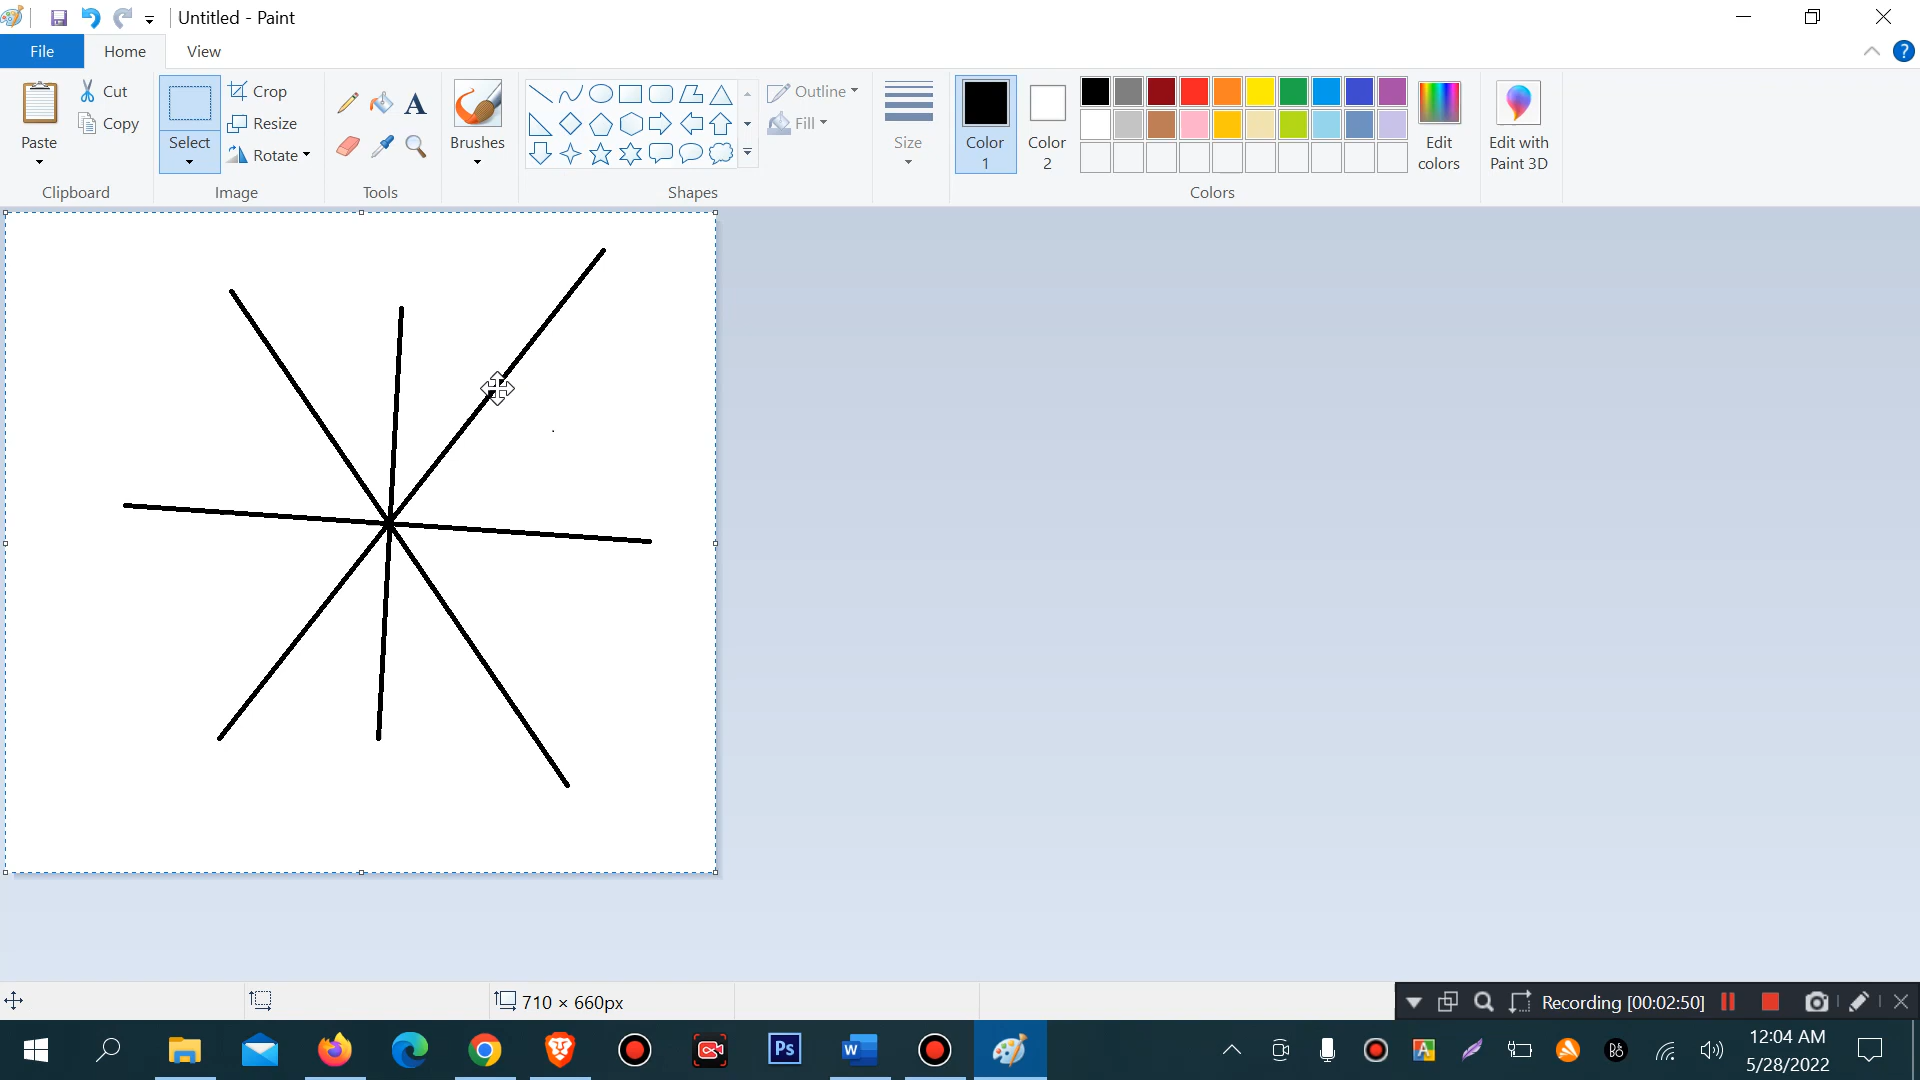 Untitled - Paint
File Home View
Paste
Cut
Copy
Clipboard
Select
Crop
Resize
Rotate
Image
Tools
Brushes
Shapes
Outline
Fill
Size
Color
1
Color
2
Colors
Edit
colors
Edit with
Paint 3D
710 × 660px
Recording [00:02:50]
Ps
W
A
12:04 AM
5/28/2022